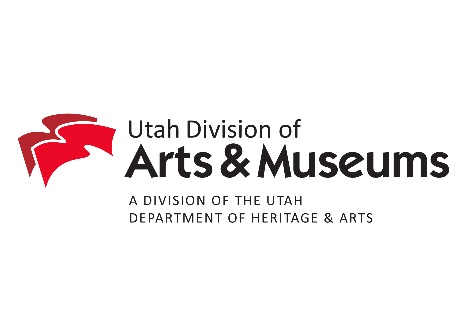 Utah Division of
Arts & Museums
A DIVISION OF THE UTAH
DEPARTMENT OF HERITAGE & ARTS